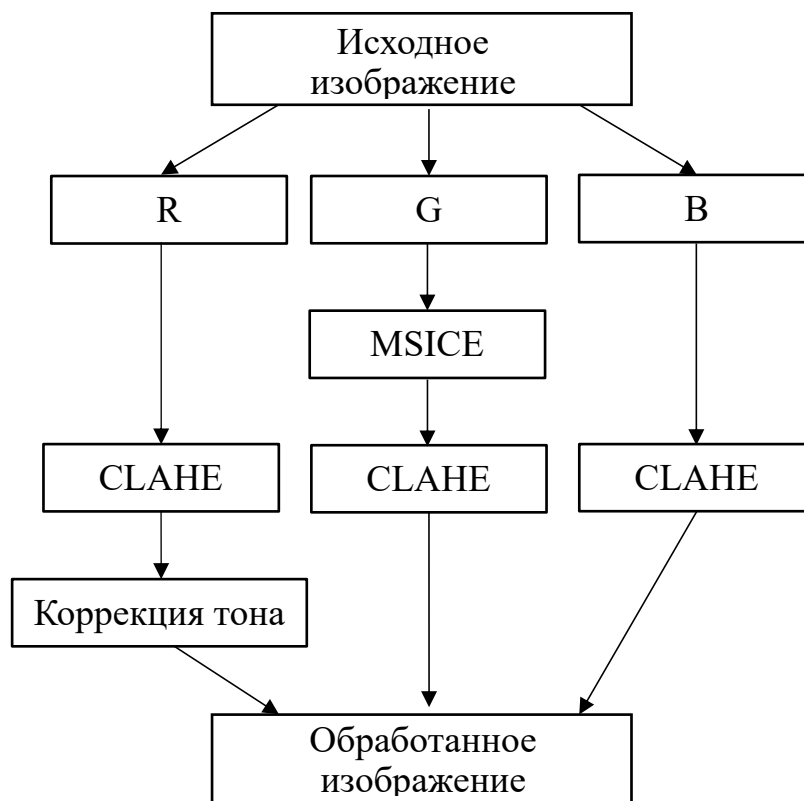 Исходное
изображение
R
G
B
MSICE
CLAHE
CLAHE
CLAHE
Коррекция тона
Обработанное
изображение